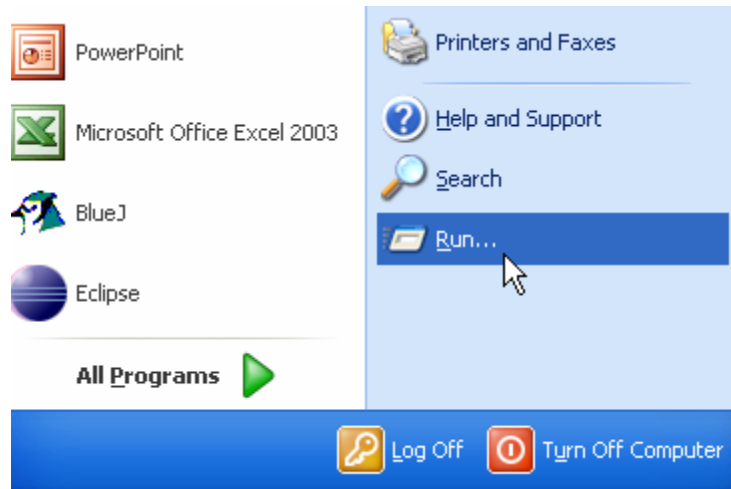 PowerPoint
Microsoft Office Excel 2003
BlueJ
Eclipse
All Programs
Printers and Faxes
Help and Support
Search
Run...
Log Off
Turn Off Computer